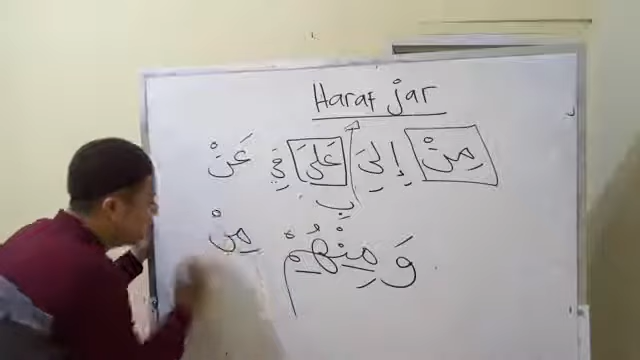 Haraf jar
مِنْ إِلَى عَلَى فِي عَنْ
بِ
وَمِنْهُمْ مِنْ